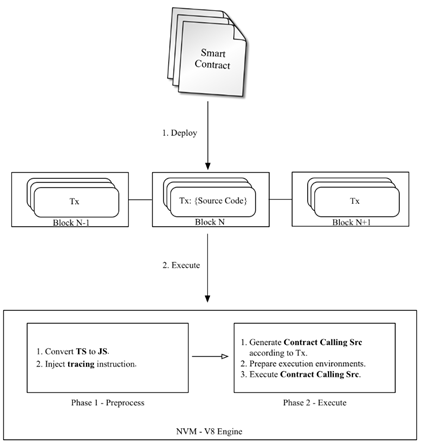 Smart
Contract
1. Deploy
Tx
Tx: {Source Code}
Tx
Block N-1
Block N
Block N+1
2. Execute
1. Convert TS to JS.
2. Inject tracing instruction.
1. Generate Contract Calling Src
according to Tx.
2. Prepare execution environments.
3. Execute Contract Calling Src.
Phase 1 - Preprocess
Phase 2 - Execute
NVM - V8 Engine